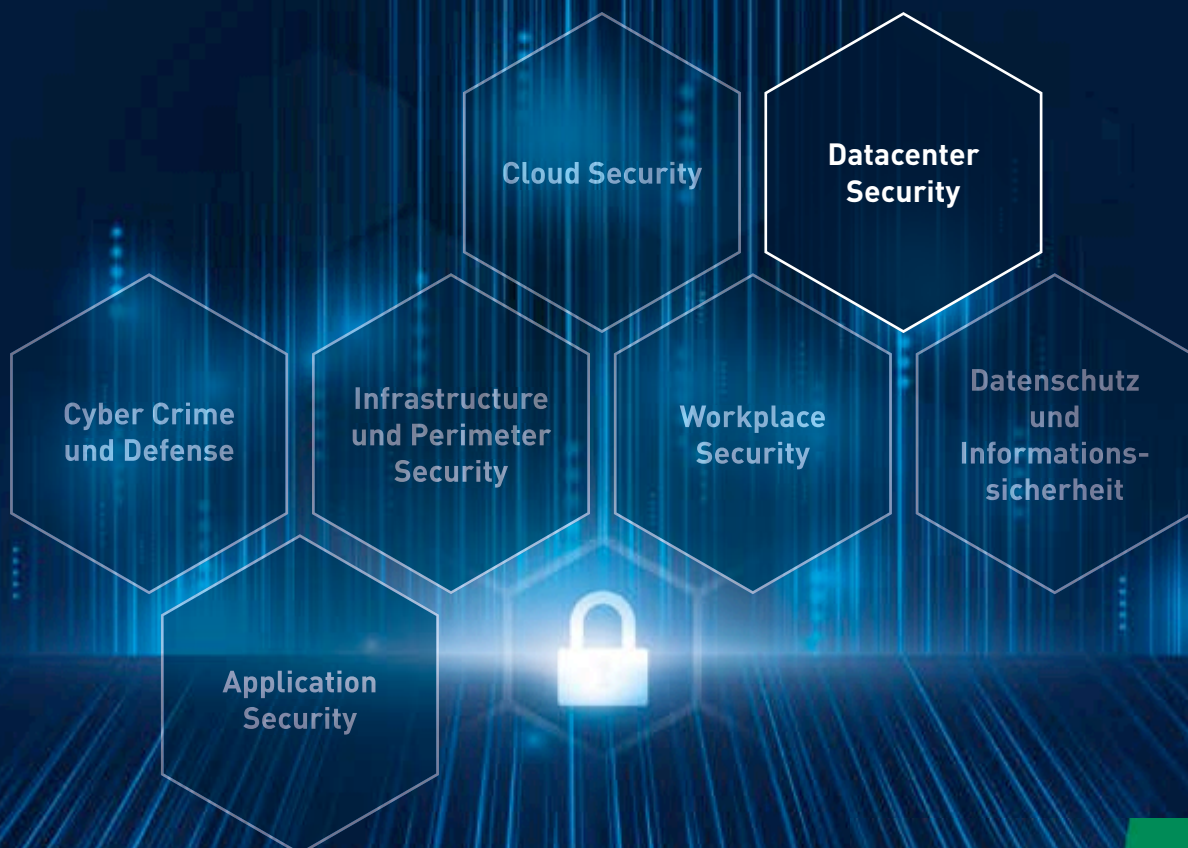 Cloud Security
Datacenter
Security
Cyber Crime
und Defense
Infrastructure
und Perimeter
Security
Workplace
Security
Datenschutz
und
Informations-
sicherheit
Application
Security